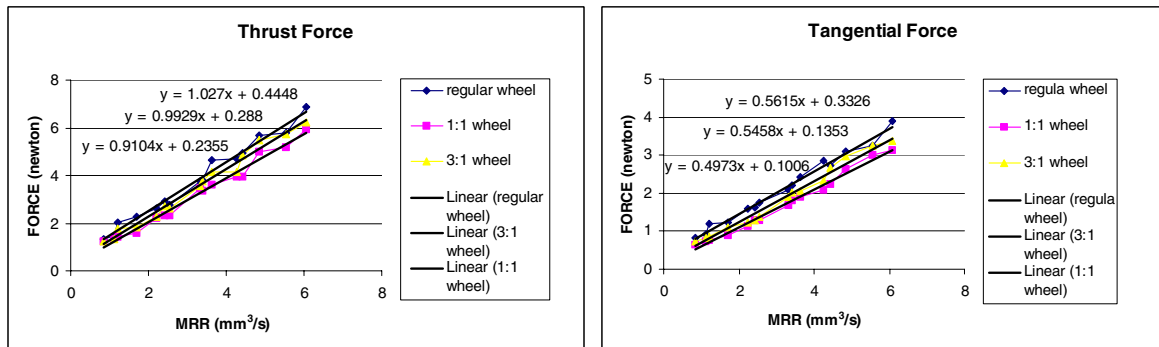 Thrust Force
8
6
4
2
0
FORCE (newton)
y = 1.027x + 0.4448
y = 0.9929x + 0.288
y = 0.9104x + 0.2355
0 2 4 6 8
MRR (mm³/s)
regular wheel
1:1 wheel
3:1 wheel
Linear (regular
wheel)
Linear (3:1
wheel)
Linear (1:1
wheel)
Tangential Force
5
4
3
2
1
0
FORCE (newton)
y = 0.5615x + 0.3326
y = 0.5458x + 0.1353
y = 0.4973x + 0.1006
0 2 4 6 8
MRR (mm³/s)
regula wheel
1:1 wheel
3:1 wheel
Linear (regular
wheel)
Linear (3:1
wheel)
Linear (1:1
wheel)